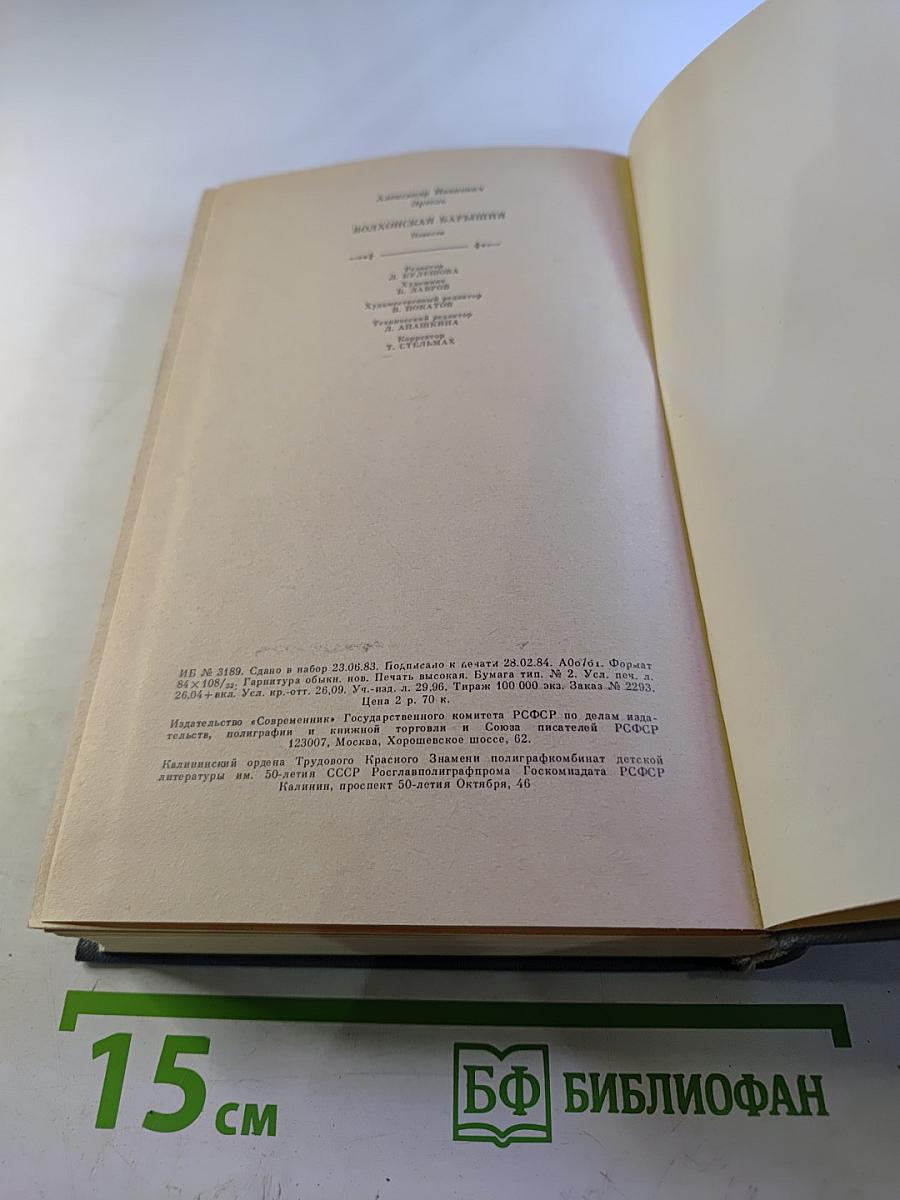 Александр Иванович
Эртель
ВОЛХОНСКАЯ БАРЫШНЯ
Повести
Редактор
Л. КУЛЕШОВА
Художник
Б. ЛАВРОВ
Художественный редактор
В. ПОКАТОВ
Технический редактор
Л. АНАШКИНА
Корректор
Т. СТЕЛЬМАХ
ИБ № 3189. Сдано в набор 23.06.83. Подписано к печати 28.02.84. Формат
84×108/32. Гарнитура обыкн. нов. Печать высокая. Бумага тип. № 2. Усл. печ. л.
26,04+вкл. Усл. кр.-отт. 26,09. Уч.-изд. л. 29,96. Тираж 100 000 экз. Заказ № 2293.
Цена 2 р. 70 к.
Издательство «Современник» Государственного комитета РСФСР по делам изда-
тельств, полиграфии и книжной торговли и Союза писателей РСФСР
123007, Москва, Хорошевское шоссе, 62.
Калининский ордена Трудового Красного Знамени полиграфкомбинат детской
литературы им. 50-летия СССР Росглавполиграфпрома Госкомиздата РСФСР
Калинин, проспект 50-летия Октября, 46
15 см
БФ БИБЛИОФАН